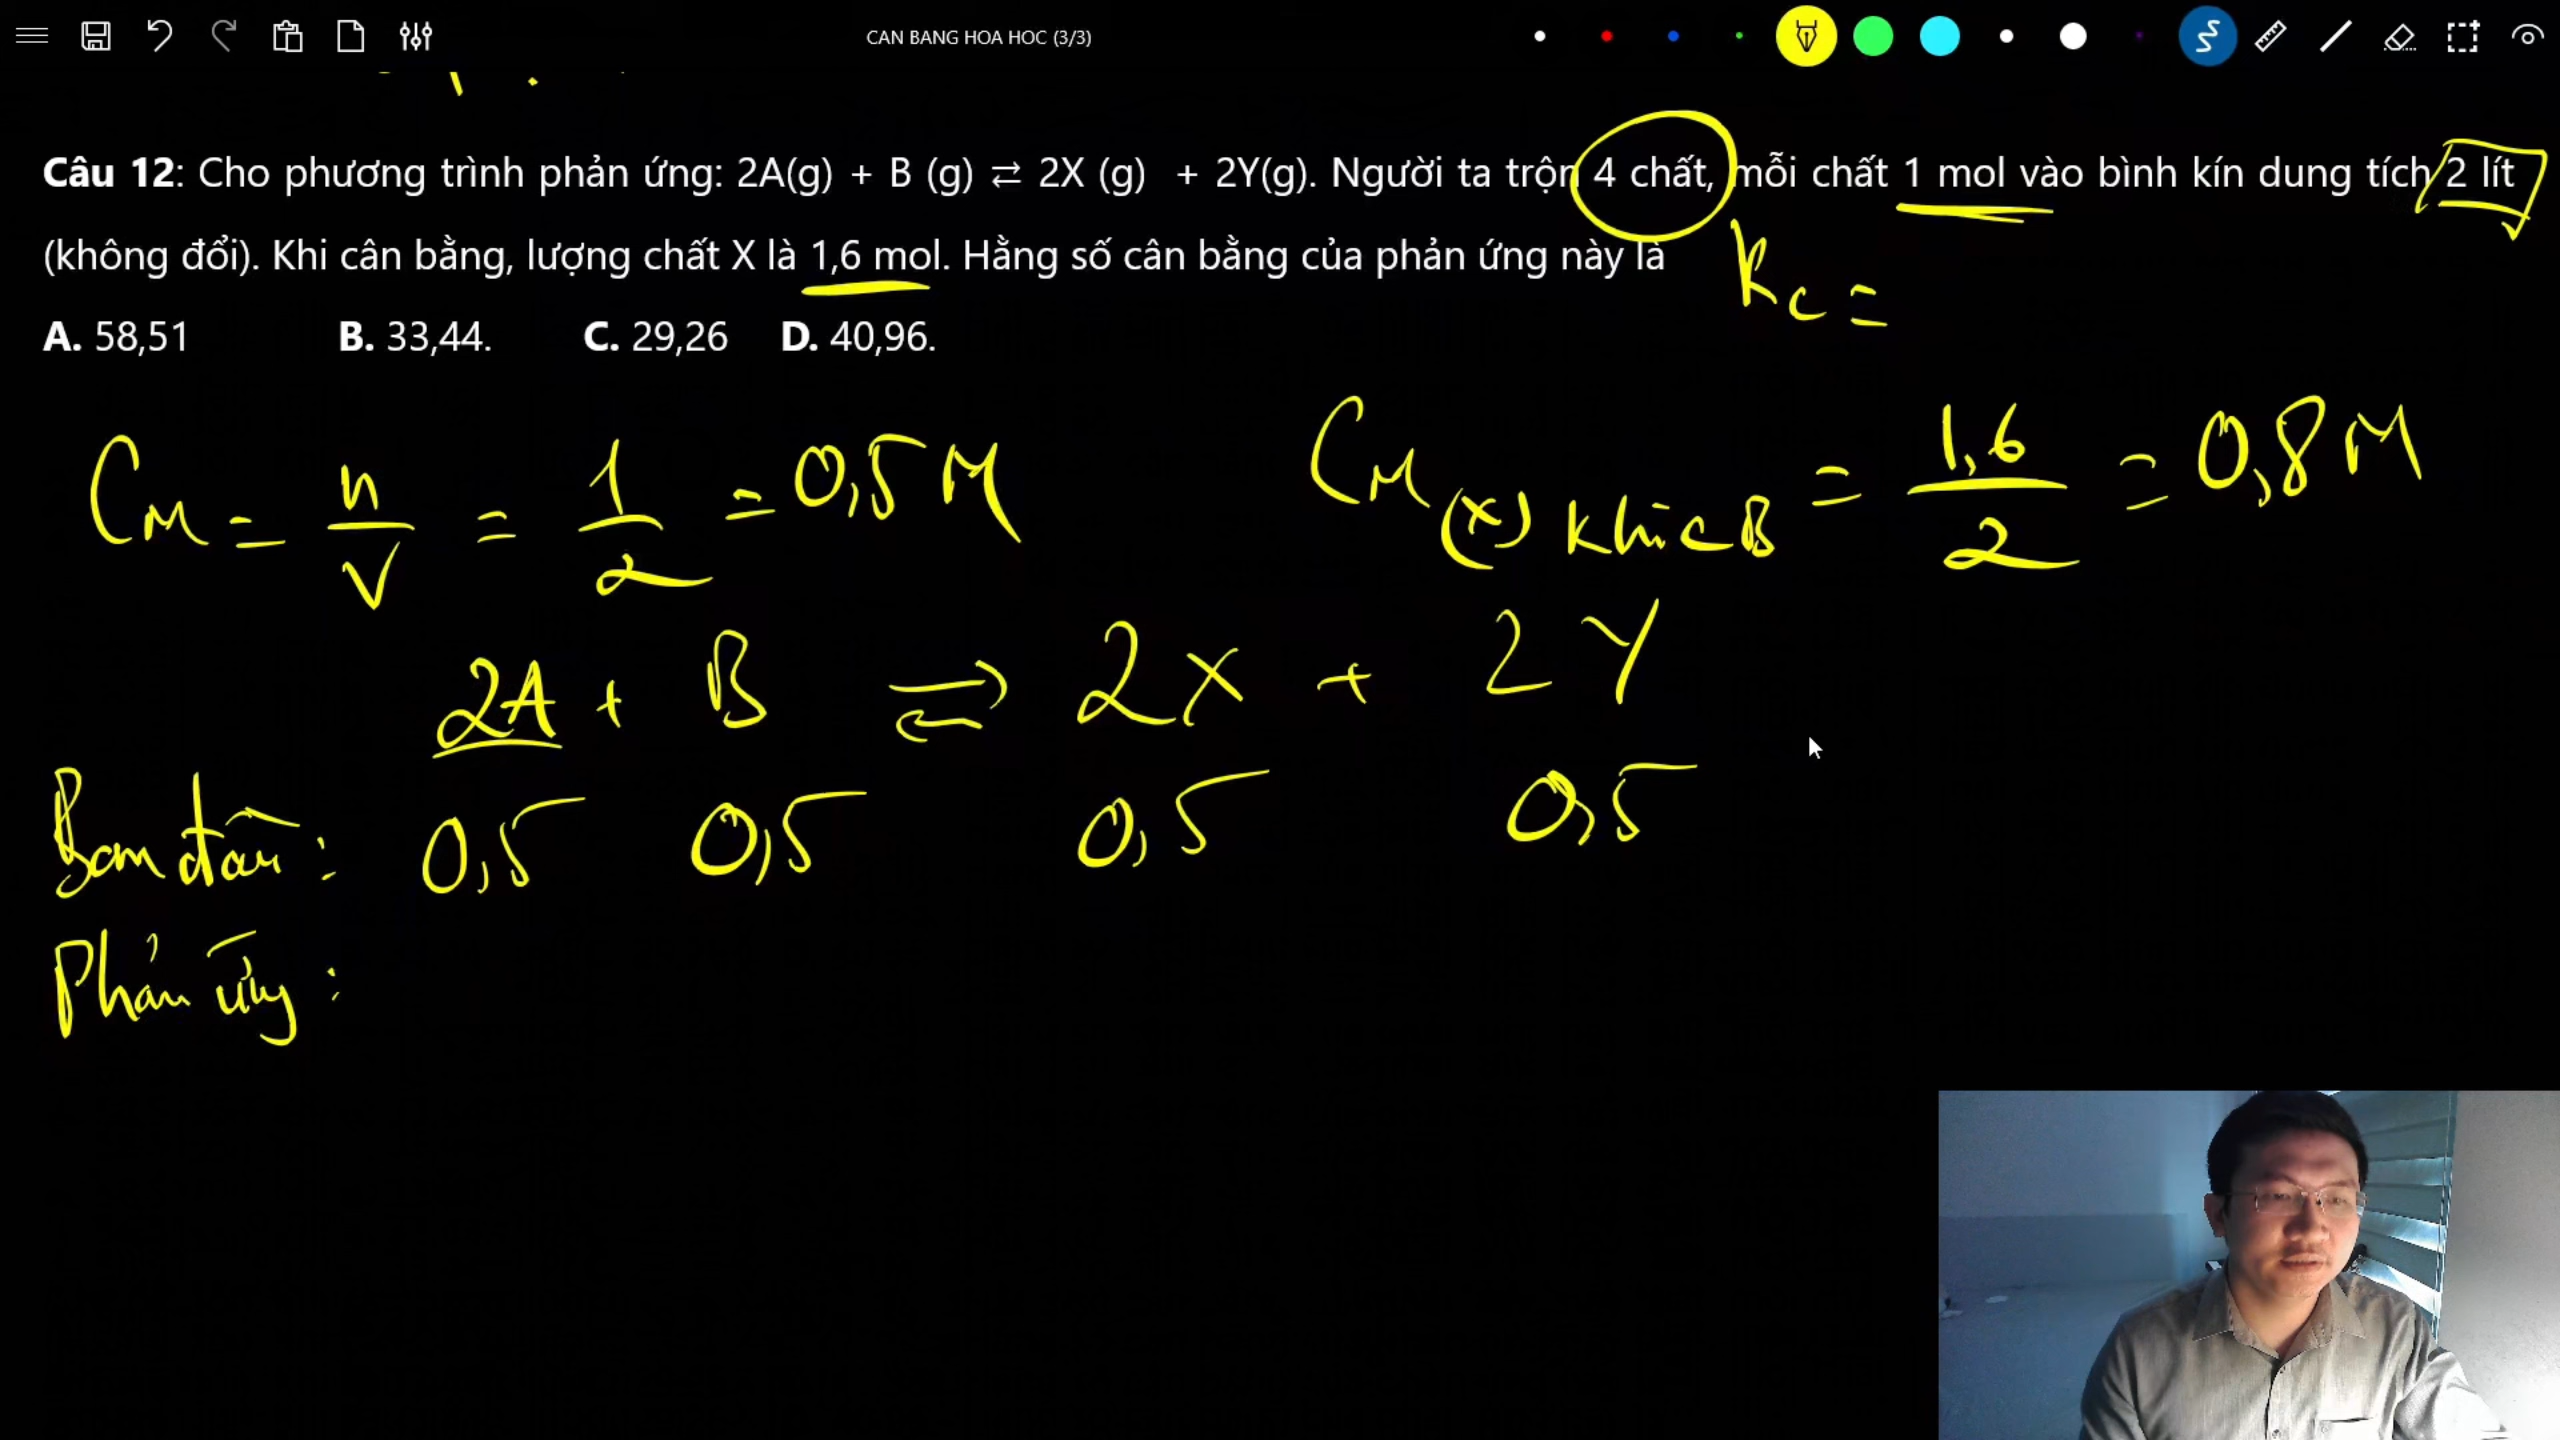 CAN BANG HOA HOC (3/3)
Câu 12: Cho phương trình phản ứng: 2A(g) + B (g) ⇄ 2X (g) + 2Y(g). Người ta trộn 4 chất, mỗi chất 1 mol vào bình kín dung tích 2 lít
(không đổi). Khi cân bằng, lượng chất X là 1,6 mol. Hằng số cân bằng của phản ứng này là
Kc =
A. 58,51 B. 33,44. C. 29,26 D. 40,96.
CM = n/V = 1/2 = 0,5 M
CM (X) khi CB = 1,6/2 = 0,8 M
2A + B ⇄ 2X + 2Y
Ban đầu: 0,5 0,5 0,5 0,5
Phản ứng: